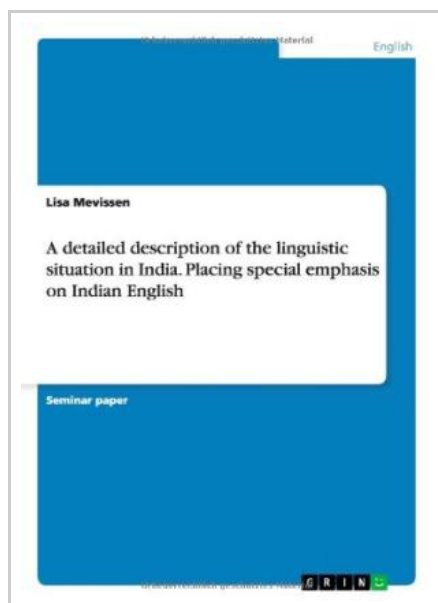 English
Lisa Mevissen
A detailed description of the linguistic
situation in India. Placing special emphasis
on Indian English
Seminar paper
GRIN